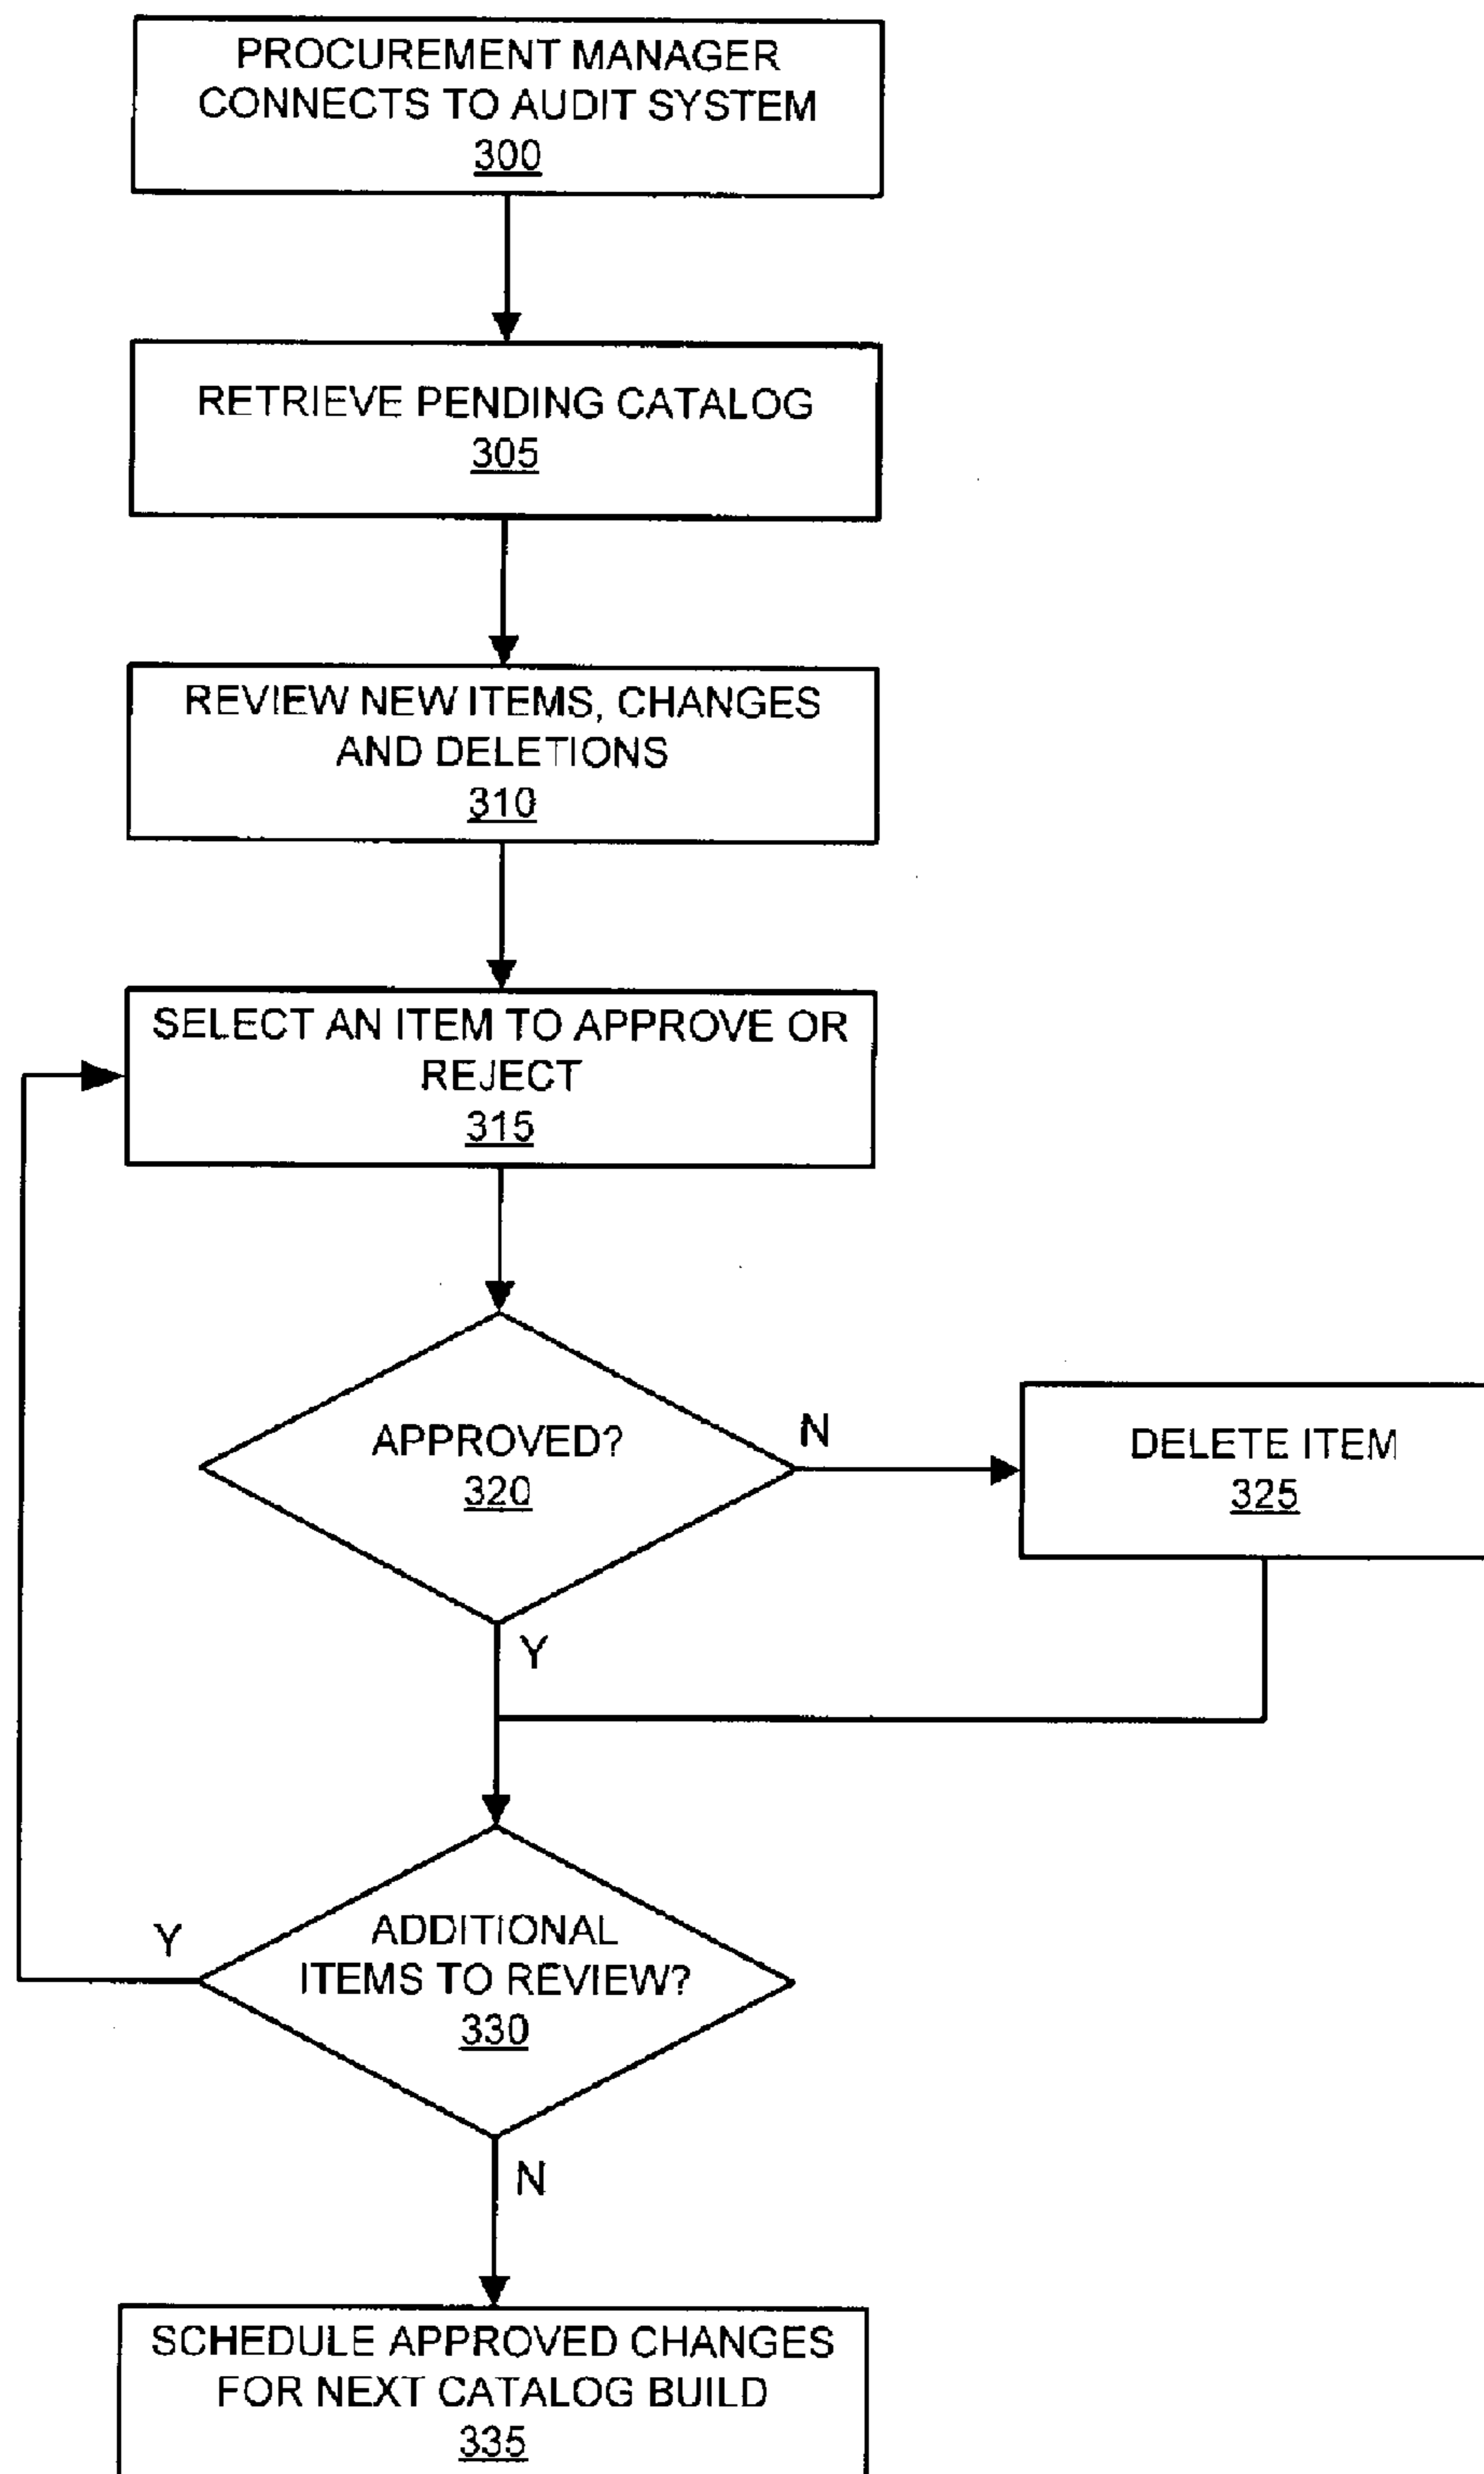 PROCUREMENT MANAGER
CONNECTS TO AUDIT SYSTEM
300
RETRIEVE PENDING CATALOG
305
REVIEW NEW ITEMS, CHANGES
AND DELETIONS
310
SELECT AN ITEM TO APPROVE OR
REJECT
315
APPROVED?
320
N
DELETE ITEM
325
Y
ADDITIONAL
ITEMS TO REVIEW?
330
Y
N
SCHEDULE APPROVED CHANGES
FOR NEXT CATALOG BUILD
335